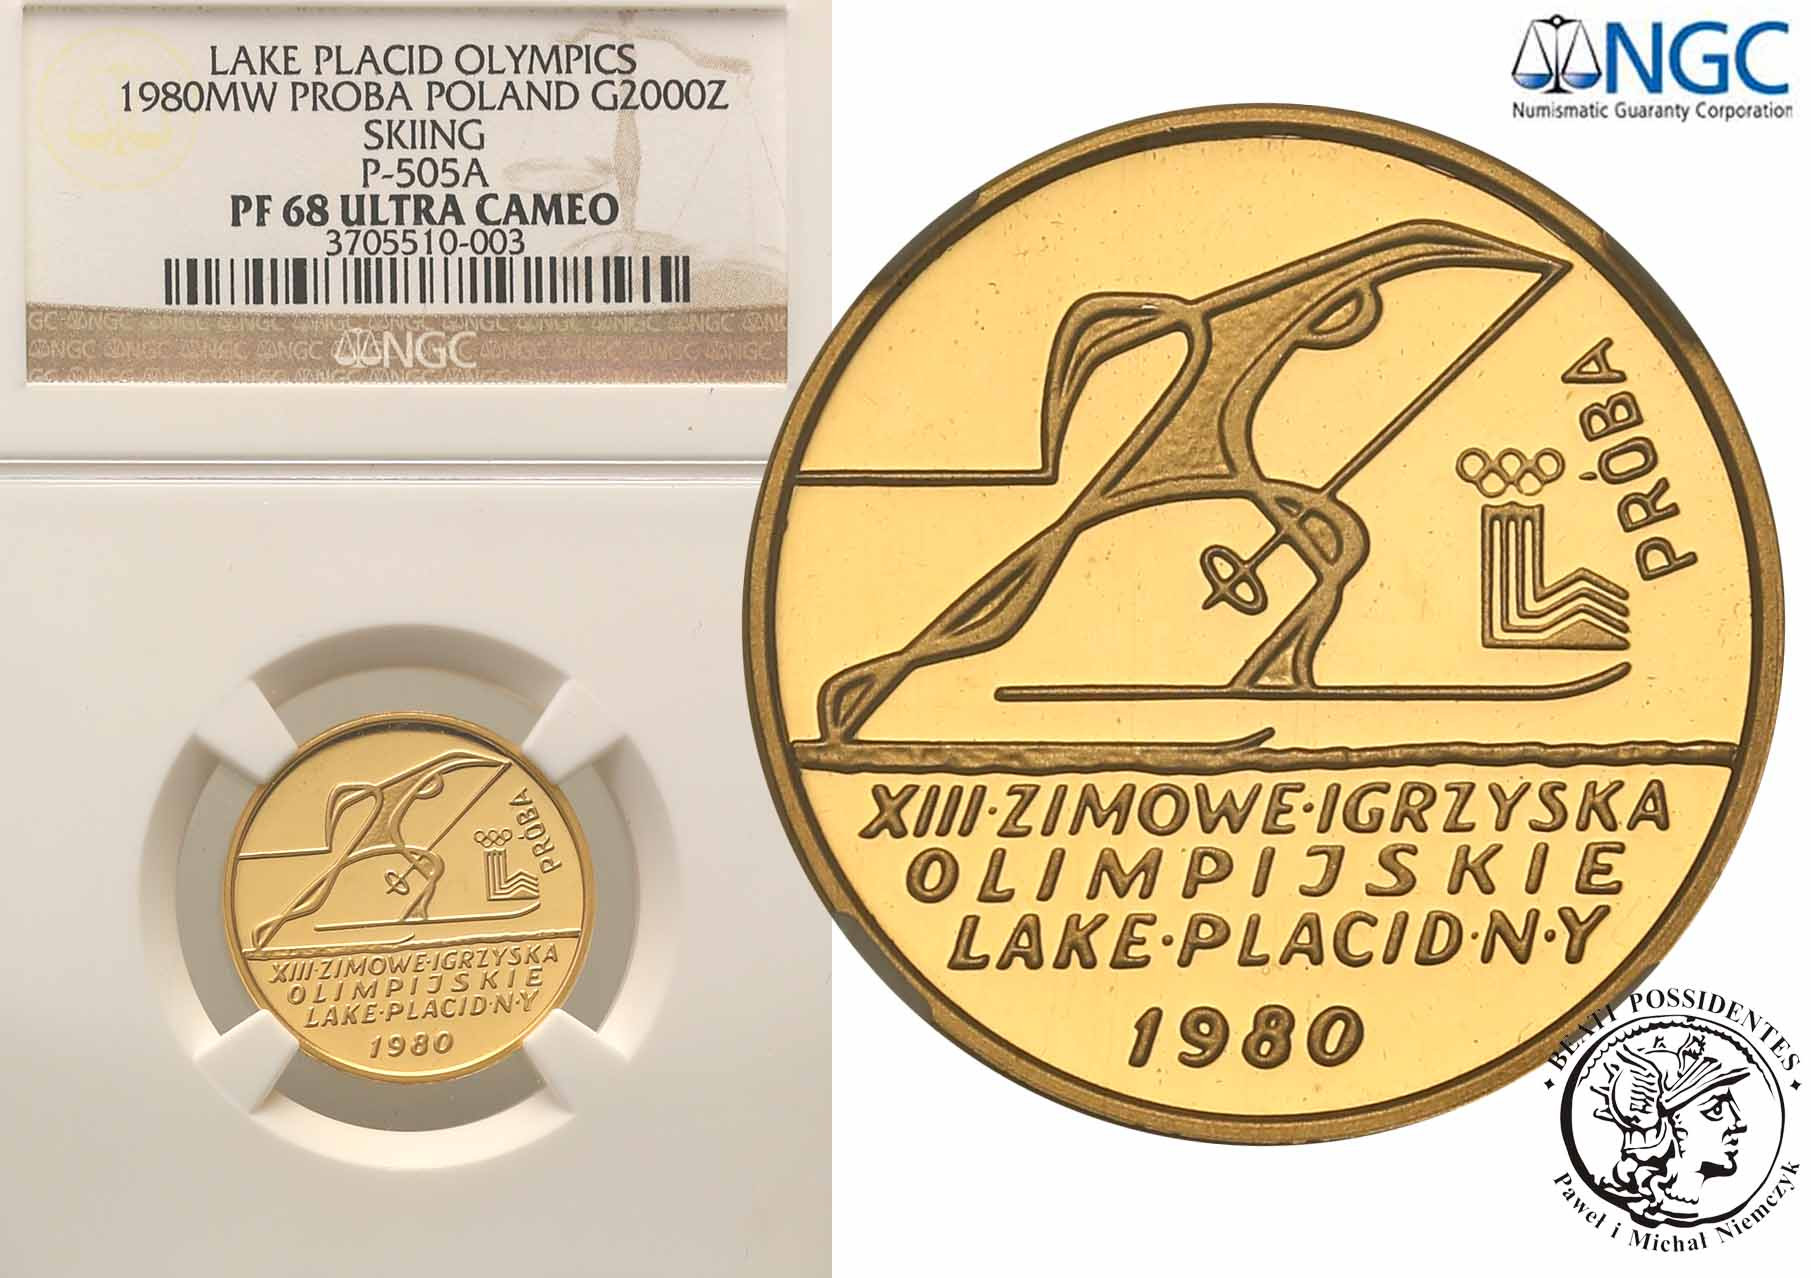 LAKE PLACID OLYMPICS
1980MW PROBA POLAND G2000Z
SKIING
P-505A
PF 68 ULTRA CAMEO
3705510-003
NGC
PRÓBA
XIII·ZIMOWE·IGRZYSKA
OLIMPIJSKIE
LAKE·PLACID·N·Y
1980
NGC
Numismatic Guaranty Corporation
PRÓBA
XIII·ZIMOWE·IGRZYSKA
OLIMPIJSKIE
LAKE·PLACID·N·Y
1980
BEATI POSSIDENTES
Paweł i Michał Niemczyk